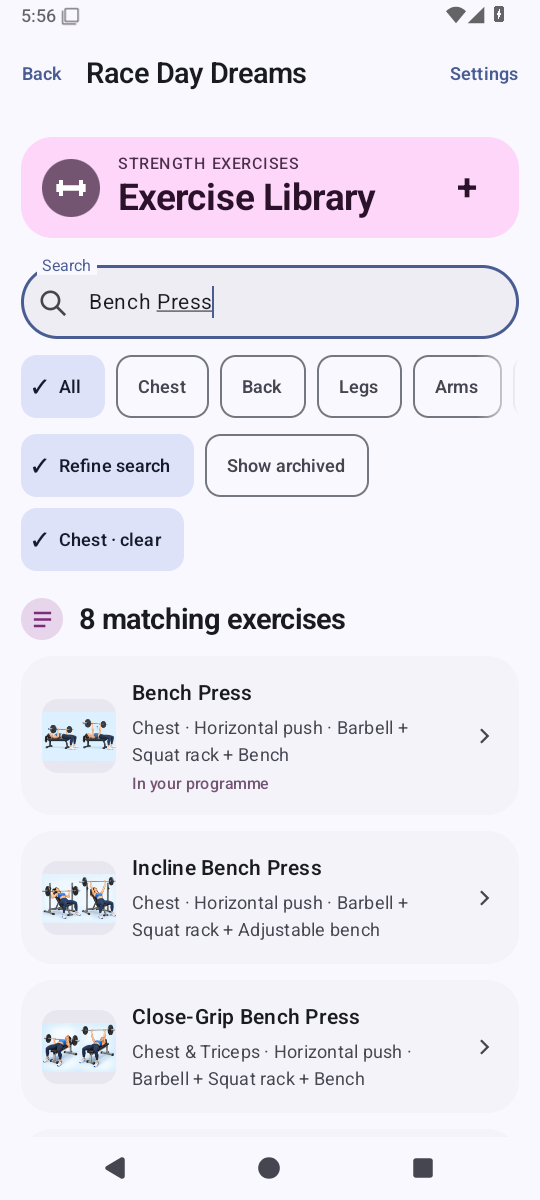 5:56
Back
Race Day Dreams
Settings
STRENGTH EXERCISES
Exercise Library
+
Search
Bench Press
✓ All
Chest
Back
Legs
Arms
✓ Refine search
Show archived
✓ Chest · clear
8 matching exercises
Bench Press
Chest · Horizontal push · Barbell +
Squat rack + Bench
In your programme
Incline Bench Press
Chest · Horizontal push · Barbell +
Squat rack + Adjustable bench
Close-Grip Bench Press
Chest & Triceps · Horizontal push ·
Barbell + Squat rack + Bench